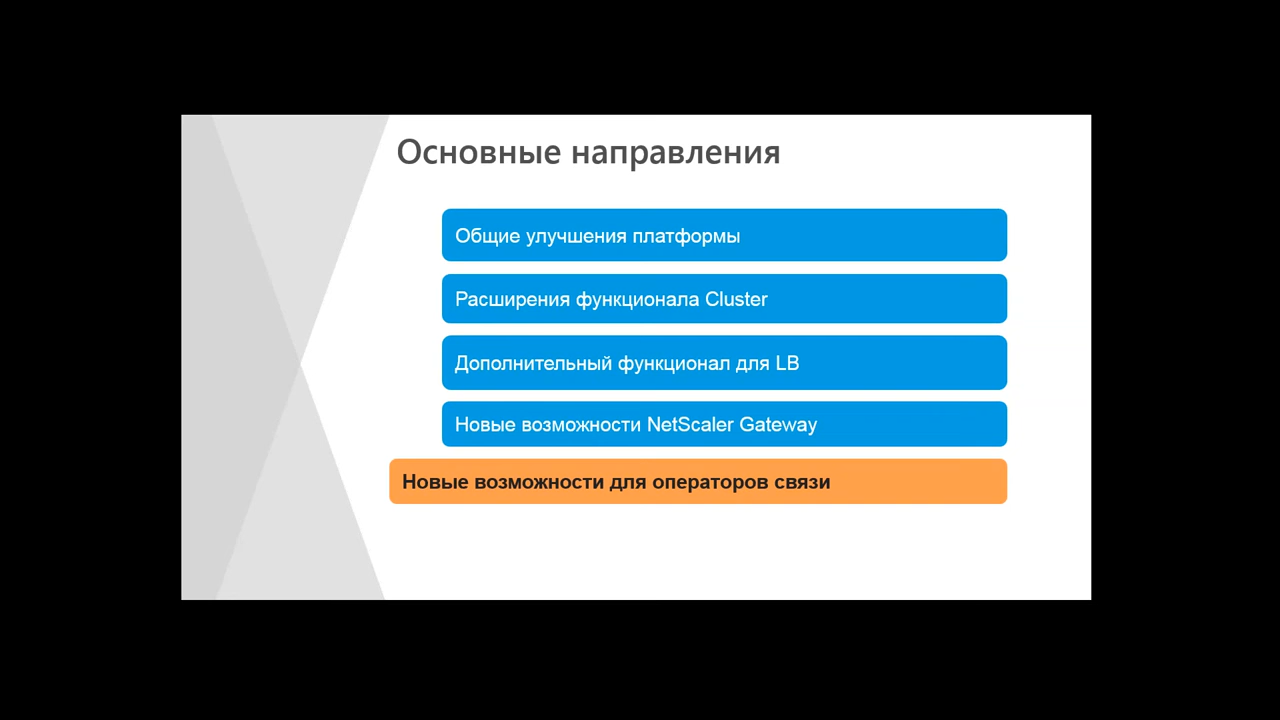 Основные направления
Общие улучшения платформы
Расширения функционала Cluster
Дополнительный функционал для LB
Новые возможности NetScaler Gateway
Новые возможности для операторов связи